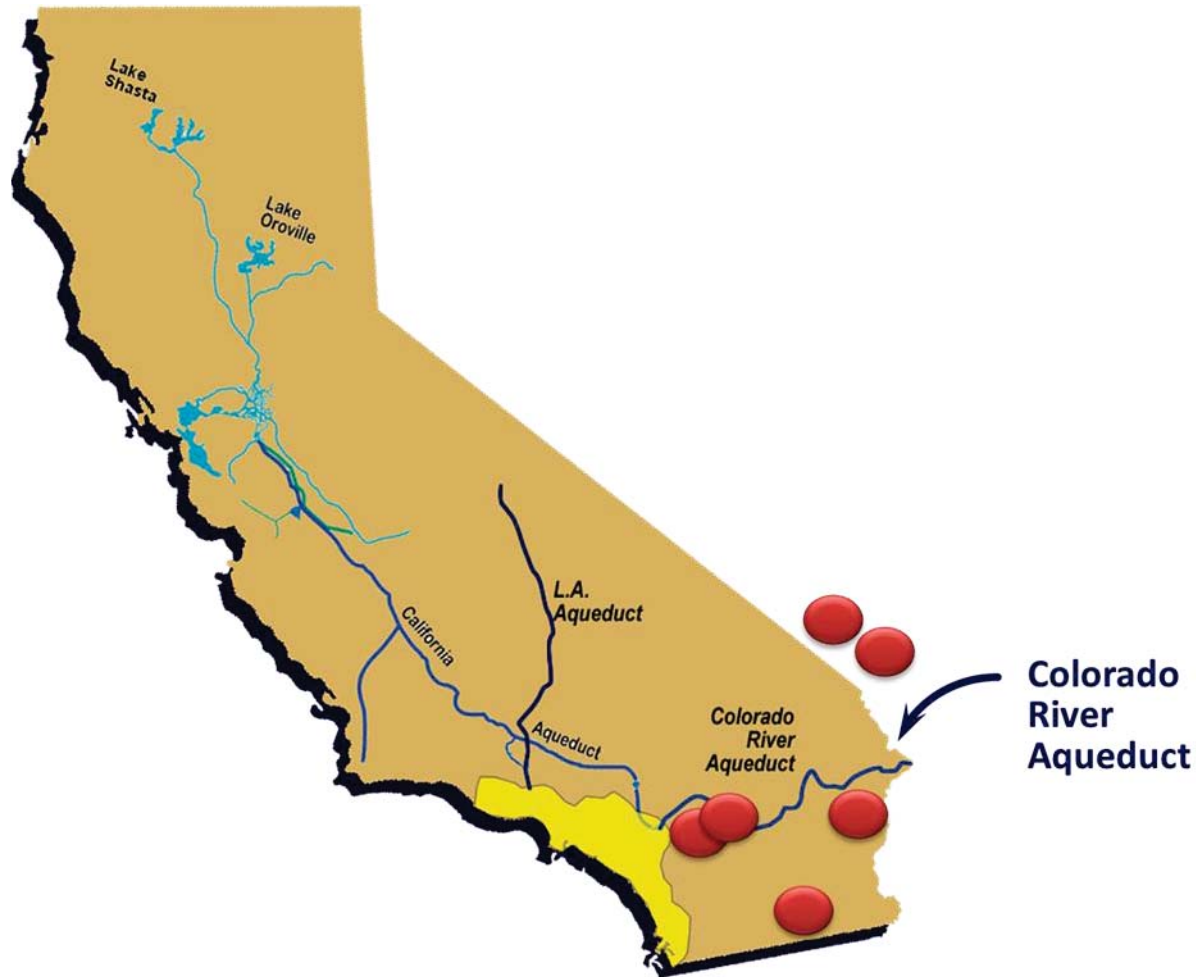 Lake
Shasta
Lake
Oroville
L.A.
Aqueduct
California
Aqueduct
Colorado
River
Aqueduct
Colorado
River
Aqueduct